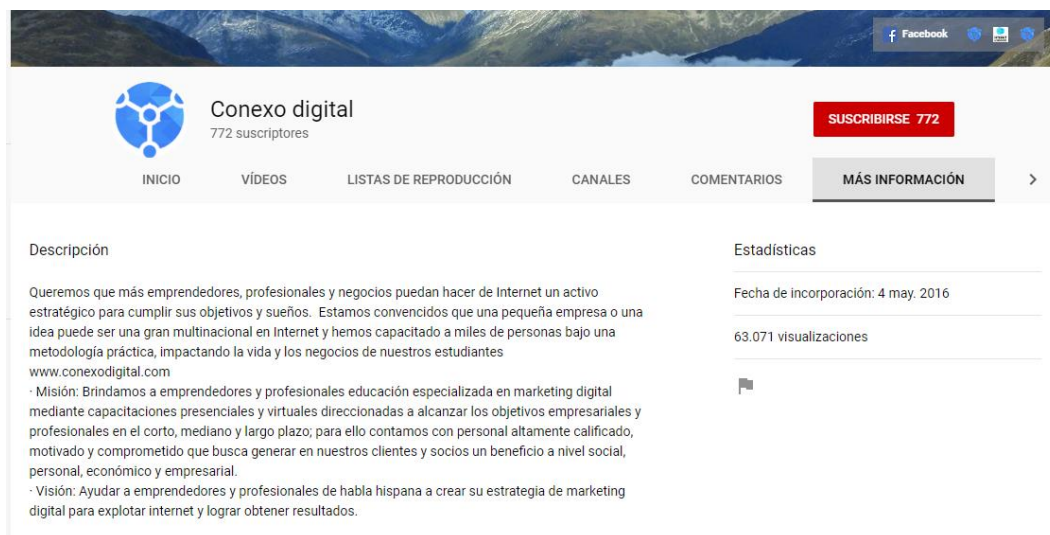 Facebook
Conexo digital
772 suscriptores
SUSCRIBIRSE 772
INICIO VÍDEOS LISTAS DE REPRODUCCIÓN CANALES COMENTARIOS MÁS INFORMACIÓN
Descripción
Queremos que más emprendedores, profesionales y negocios puedan hacer de Internet un activo
estratégico para cumplir sus objetivos y sueños. Estamos convencidos que una pequeña empresa o una
idea puede ser una gran multinacional en Internet y hemos capacitado a miles de personas bajo una
metodología práctica, impactando la vida y los negocios de nuestros estudiantes
www.conexodigital.com
· Misión: Brindamos a emprendedores y profesionales educación especializada en marketing digital
mediante capacitaciones presenciales y virtuales direccionadas a alcanzar los objetivos empresariales y
profesionales en el corto, mediano y largo plazo; para ello contamos con personal altamente calificado,
motivado y comprometido que busca generar en nuestros clientes y socios un beneficio a nivel social,
personal, económico y empresarial.
· Visión: Ayudar a emprendedores y profesionales de habla hispana a crear su estrategia de marketing
digital para explotar internet y lograr obtener resultados.
Estadísticas
Fecha de incorporación: 4 may. 2016
63.071 visualizaciones